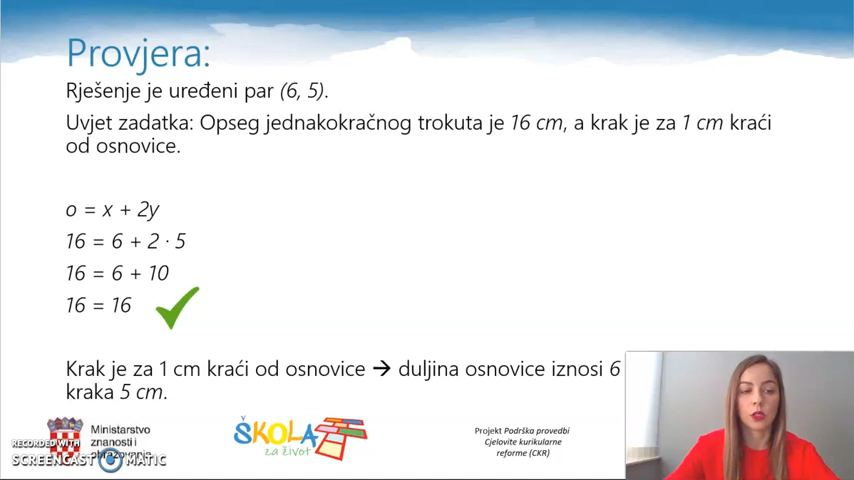 Provjera:
Rješenje je uređeni par (6, 5).
Uvjet zadatka: Opseg jednakokračnog trokuta je 16 cm, a krak je za 1 cm kraći
od osnovice.
o = x + 2y
16 = 6 + 2 · 5
16 = 6 + 10
16 = 16
Krak je za 1 cm kraći od osnovice → duljina osnovice iznosi 6
kraka 5 cm.
Ministarstvo
znanosti i
RECORDED WITH
SCREENCAST MATIC
ŠKOLA
za život
Projekt Podrška provedbi
Cjelovite kurikularne
reforme (CKR)